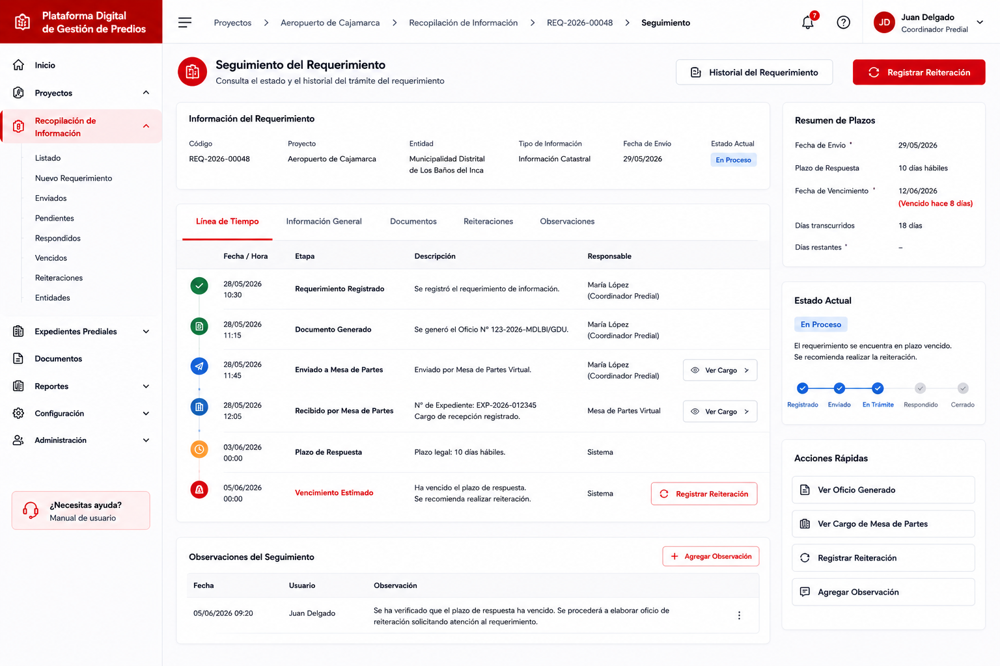 Plataforma Digital
de Gestión de Predios
Inicio
Proyectos
Recopilación de
Información
Listado
Nuevo Requerimiento
Enviados
Pendientes
Respondidos
Vencidos
Reiteraciones
Entidades
Expedientes Prediales
Documentos
Reportes
Configuración
Administración
¿Necesitas ayuda?
Manual de usuario
Proyectos > Aeropuerto de Cajamarca > Recopilación de Información > REQ-2026-00048 > Seguimiento
7
?
JD
Juan Delgado
Coordinador Predial
Seguimiento del Requerimiento
Consulta el estado y el historial del trámite del requerimiento
Historial del Requerimiento
Registrar Reiteración
Información del Requerimiento
Código Proyecto Entidad Tipo de Información Fecha de Envío Estado Actual
REQ-2026-00048 Aeropuerto de Cajamarca Municipalidad Distrital Información Catastral 29/05/2026 En Proceso
de Los Baños del Inca
Línea de Tiempo Información General Documentos Reiteraciones Observaciones
Fecha / Hora Etapa Descripción Responsable
28/05/2026
10:30
Requerimiento Registrado
Se registró el requerimiento de información.
María López
(Coordinador Predial)
28/05/2026
11:15
Documento Generado
Se generó el Oficio N° 123-2026-MDLBI/GDU.
María López
(Coordinador Predial)
28/05/2026
11:45
Enviado a Mesa de Partes
Enviado por Mesa de Partes Virtual.
María López
(Coordinador Predial)
Ver Cargo >
28/05/2026
12:05
Recibido por Mesa de Partes
N° de Expediente: EXP-2026-012345
Cargo de recepción registrado.
Mesa de Partes Virtual
Ver Cargo >
03/06/2026
00:00
Plazo de Respuesta
Plazo legal: 10 días hábiles.
Sistema
05/06/2026
00:00
Vencimiento Estimado
Ha vencido el plazo de respuesta.
Se recomienda realizar reiteración.
Sistema
Registrar Reiteración
Observaciones del Seguimiento
+ Agregar Observación
Fecha Usuario Observación
05/06/2026 09:20
Juan Delgado
Se ha verificado que el plazo de respuesta ha vencido. Se procederá a elaborar oficio de
reiteración solicitando atención al requerimiento.
Resumen de Plazos
Fecha de Envío * 29/05/2026
Plazo de Respuesta 10 días hábiles
Fecha de Vencimiento * 12/06/2026
(Vencido hace 8 días)
Días transcurridos 18 días
Días restantes * –
Estado Actual
En Proceso
El requerimiento se encuentra en plazo vencido.
Se recomienda realizar la reiteración.
Registrado Enviado En Trámite Respondido Cerrado
Acciones Rápidas
Ver Oficio Generado
Ver Cargo de Mesa de Partes
Registrar Reiteración
Agregar Observación